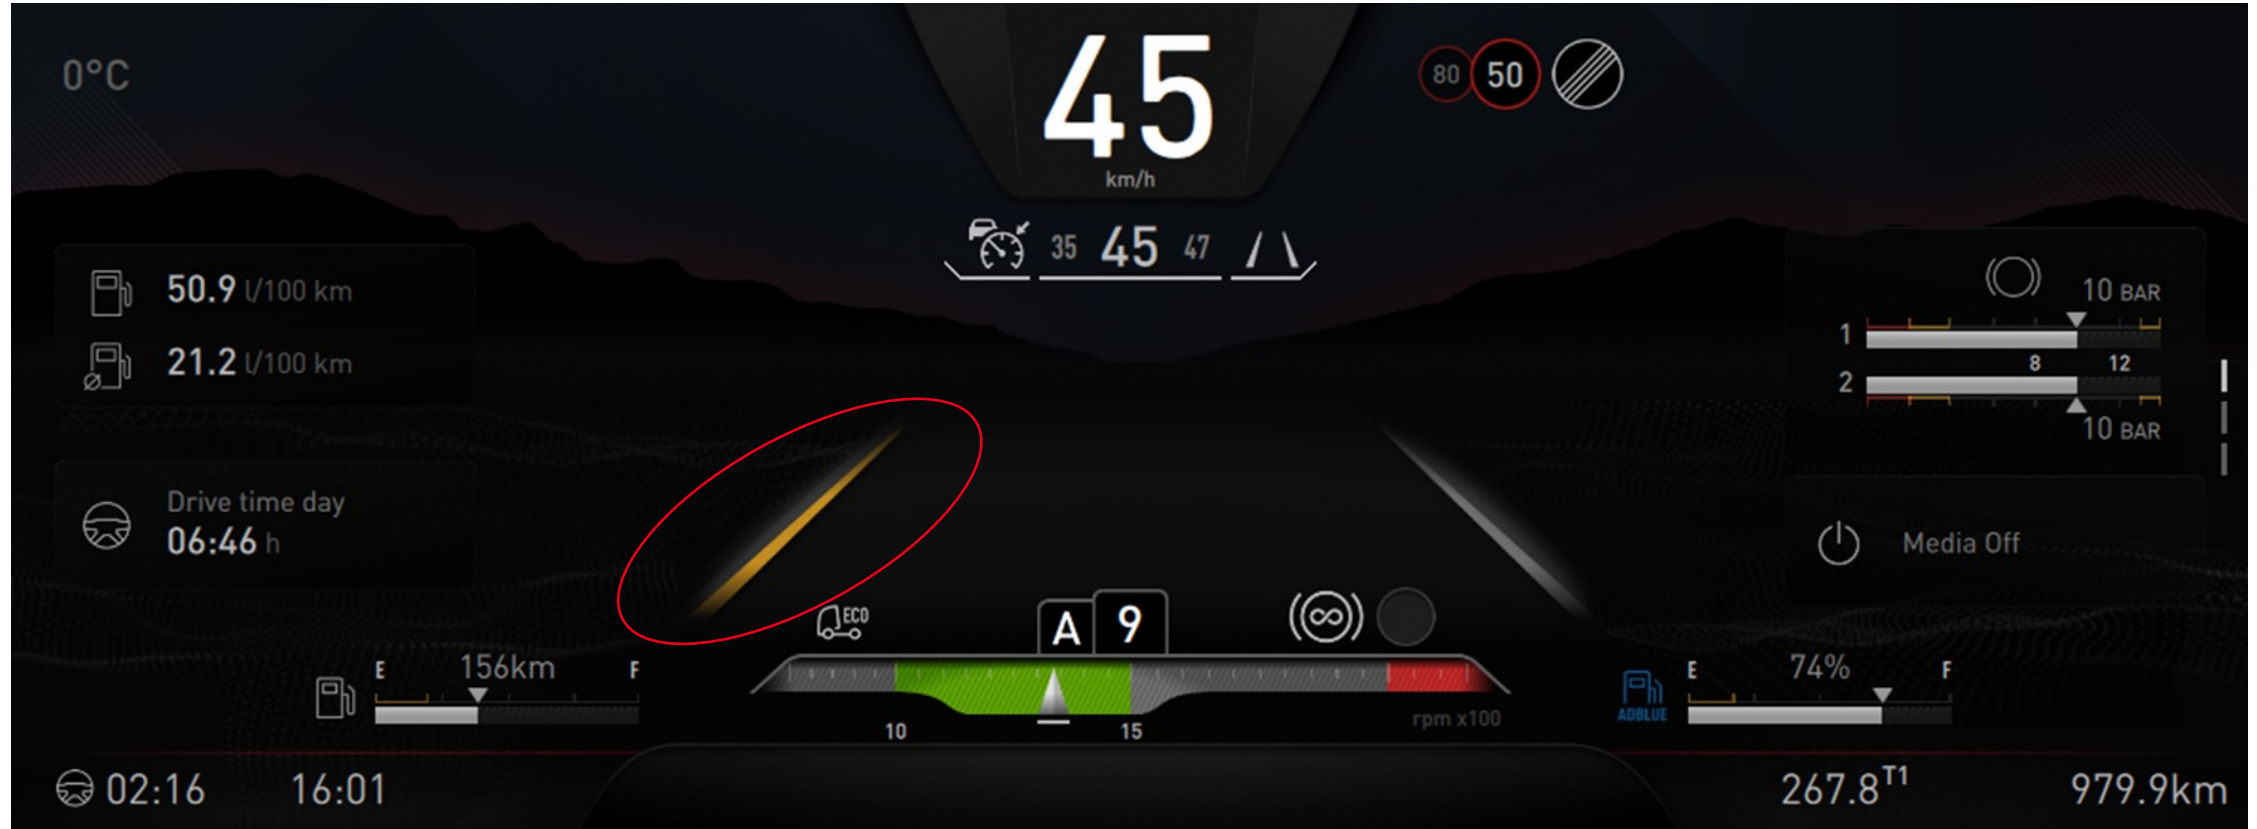 0°C
45
km/h
80 50
35 45 47
50.9 l/100 km
21.2 l/100 km
10 BAR
1
8 12
2
10 BAR
Drive time day
06:46 h
Media Off
ECO
A 9
E 156km F
E 74% F
ADBLUE
10 15
rpm x100
02:16 16:01
267.8 T1 979.9km